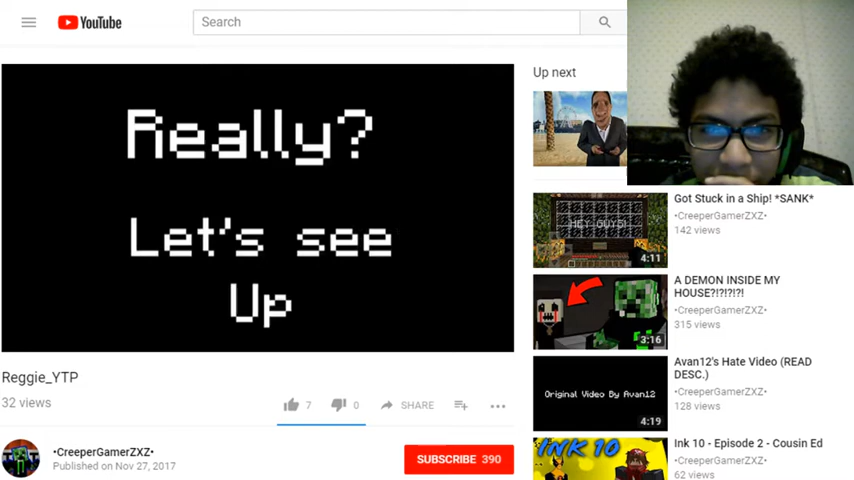 YouTube
Search
Really?
Let's see
Up
Reggie_YTP
32 views
7
0
SHARE
•CreeperGamerZXZ•
Published on Nov 27, 2017
SUBSCRIBE 390
Up next
HEY GUYS!
4:11
Got Stuck in a Ship! *SANK*
•CreeperGamerZXZ•
142 views
3:16
A DEMON INSIDE MY
HOUSE?!?!?!?!
•CreeperGamerZXZ•
315 views
Original Video By Avan12
4:19
Avan12's Hate Video (READ
DESC.)
•CreeperGamerZXZ•
128 views
INK 10
Ink 10 - Episode 2 - Cousin Ed
•CreeperGamerZXZ•
62 views